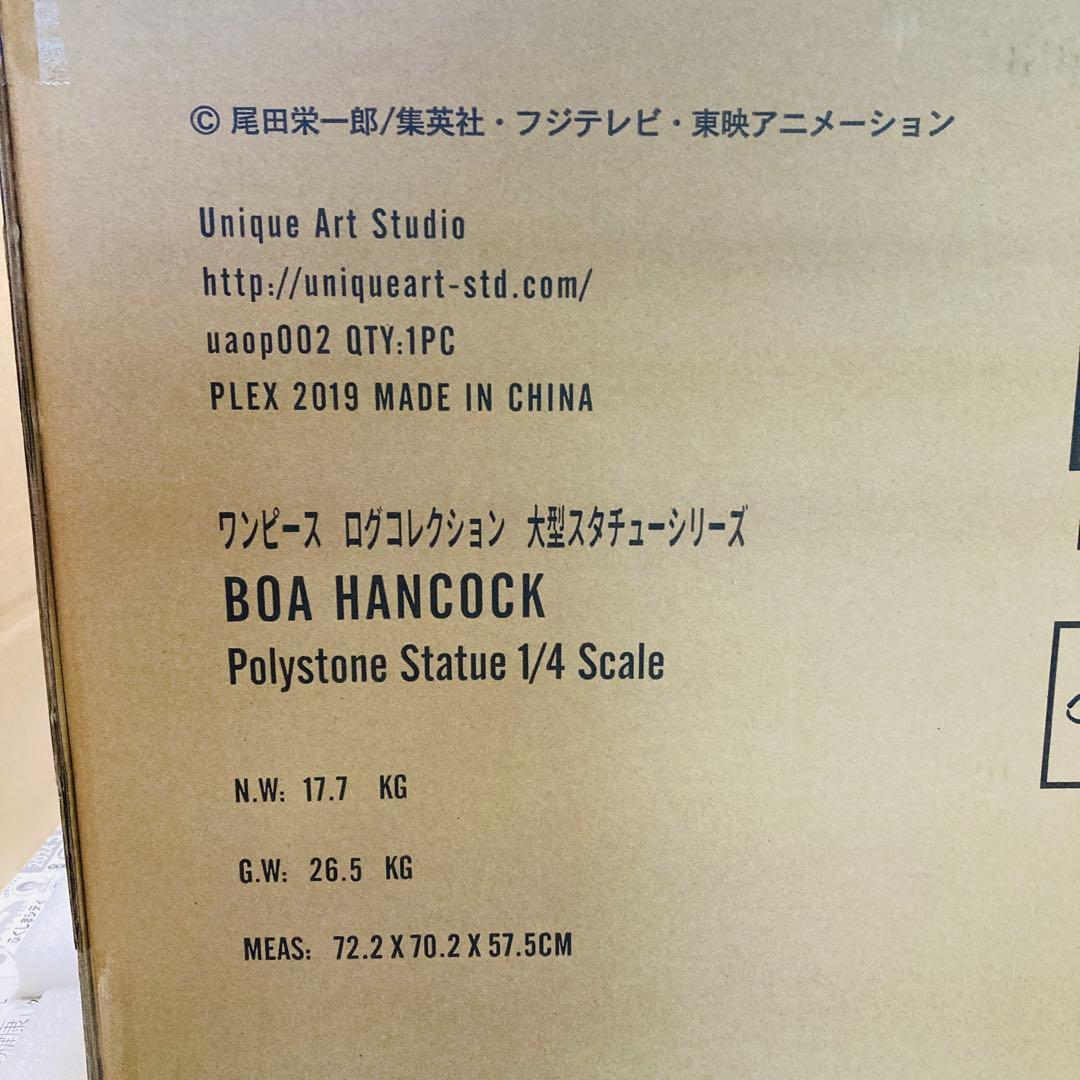 © 尾田栄一郎/集英社・フジテレビ・東映アニメーション
Unique Art Studio
http://uniqueart-std.com/
uaop002 QTY:1PC
PLEX 2019 MADE IN CHINA
ワンピース ログコレクション 大型スタチューシリーズ
BOA HANCOCK
Polystone Statue 1/4 Scale
N.W: 17.7 KG
G.W: 26.5 KG
MEAS: 72.2 X 70.2 X 57.5CM